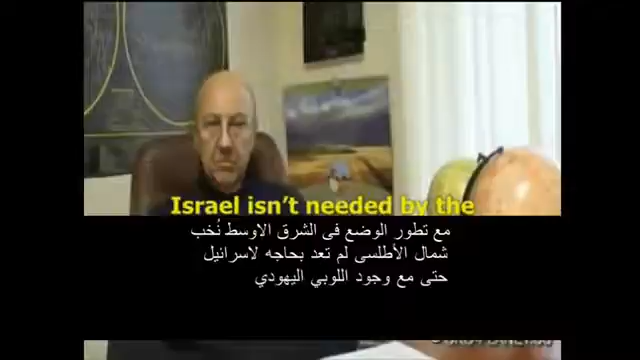 Israel isn't needed by the
مع تطور الوضع فى الشرق الاوسط نُخب
شمال الأطلسى لم تعد بحاجه لاسرائيل
حتى مع وجود اللوبي اليهودي